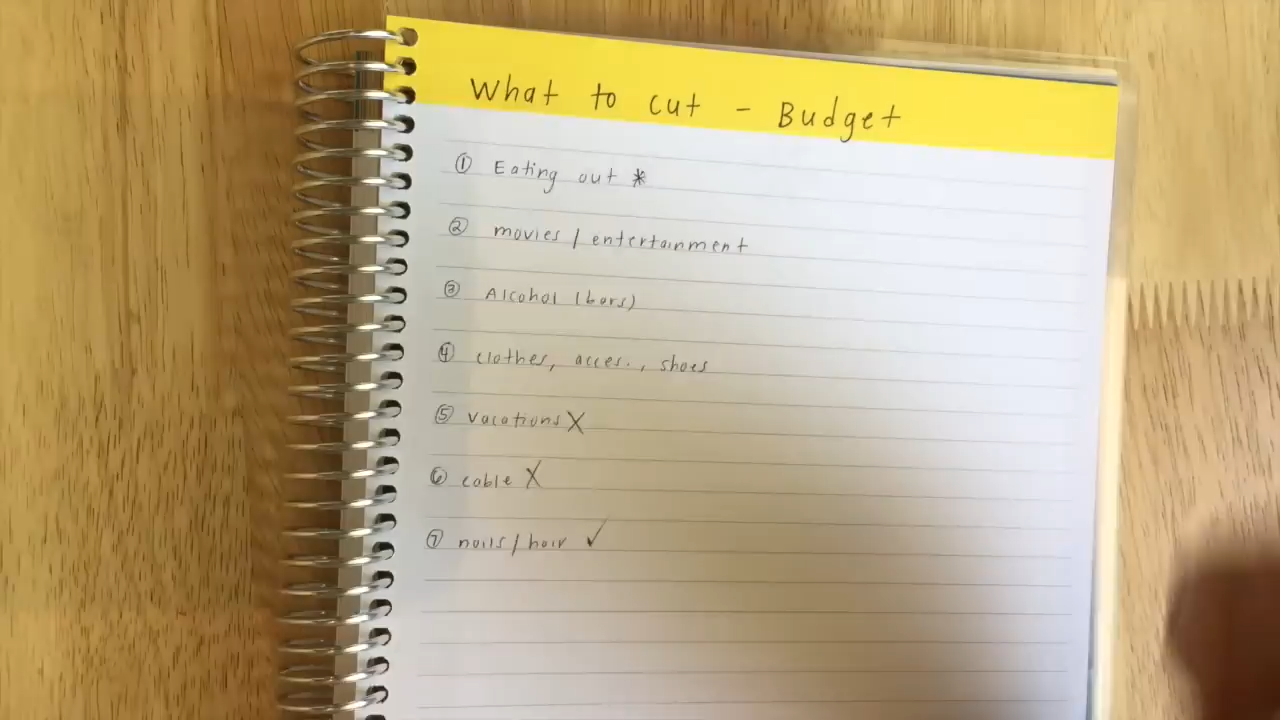 What to cut - Budget
① Eating out *
② movies / entertainment
③ Alcohol (bars)
④ clothes, acces., shoes
⑤ vacations X
⑥ cable X
⑦ nails/hair ✓